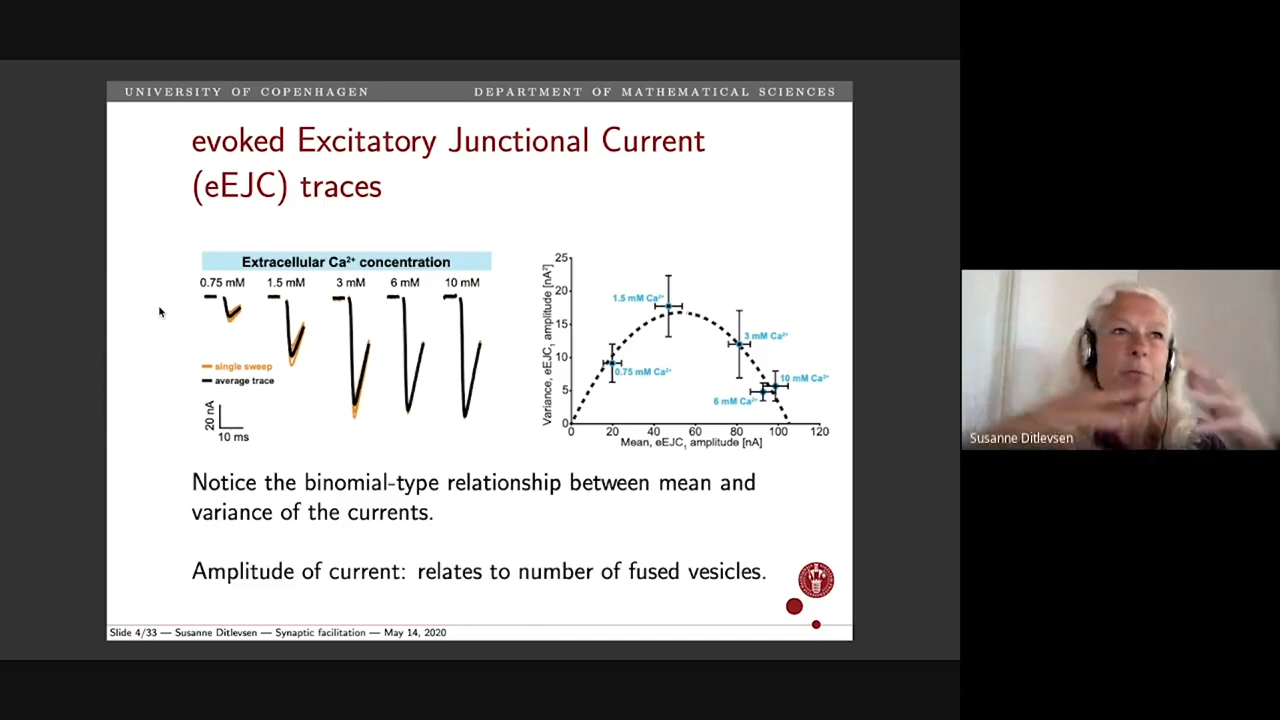 UNIVERSITY OF COPENHAGEN
DEPARTMENT OF MATHEMATICAL SCIENCES
evoked Excitatory Junctional Current
(eEJC) traces
Extracellular Ca²⁺ concentration
0.75 mM 1.5 mM 3 mM 6 mM 10 mM
single sweep
average trace
20 nA
10 ms
Variance, eEJC₁ amplitude [nA²]
25
20
15
10
5
0
1.5 mM Ca²⁺
3 mM Ca²⁺
0.75 mM Ca²⁺
10 mM Ca²⁺
6 mM Ca²⁺
0 20 40 60 80 100 120
Mean, eEJC₁ amplitude [nA]
Notice the binomial-type relationship between mean and
variance of the currents.
Amplitude of current: relates to number of fused vesicles.
Slide 4/33 — Susanne Ditlevsen — Synaptic facilitation — May 14, 2020
Susanne Ditlevsen